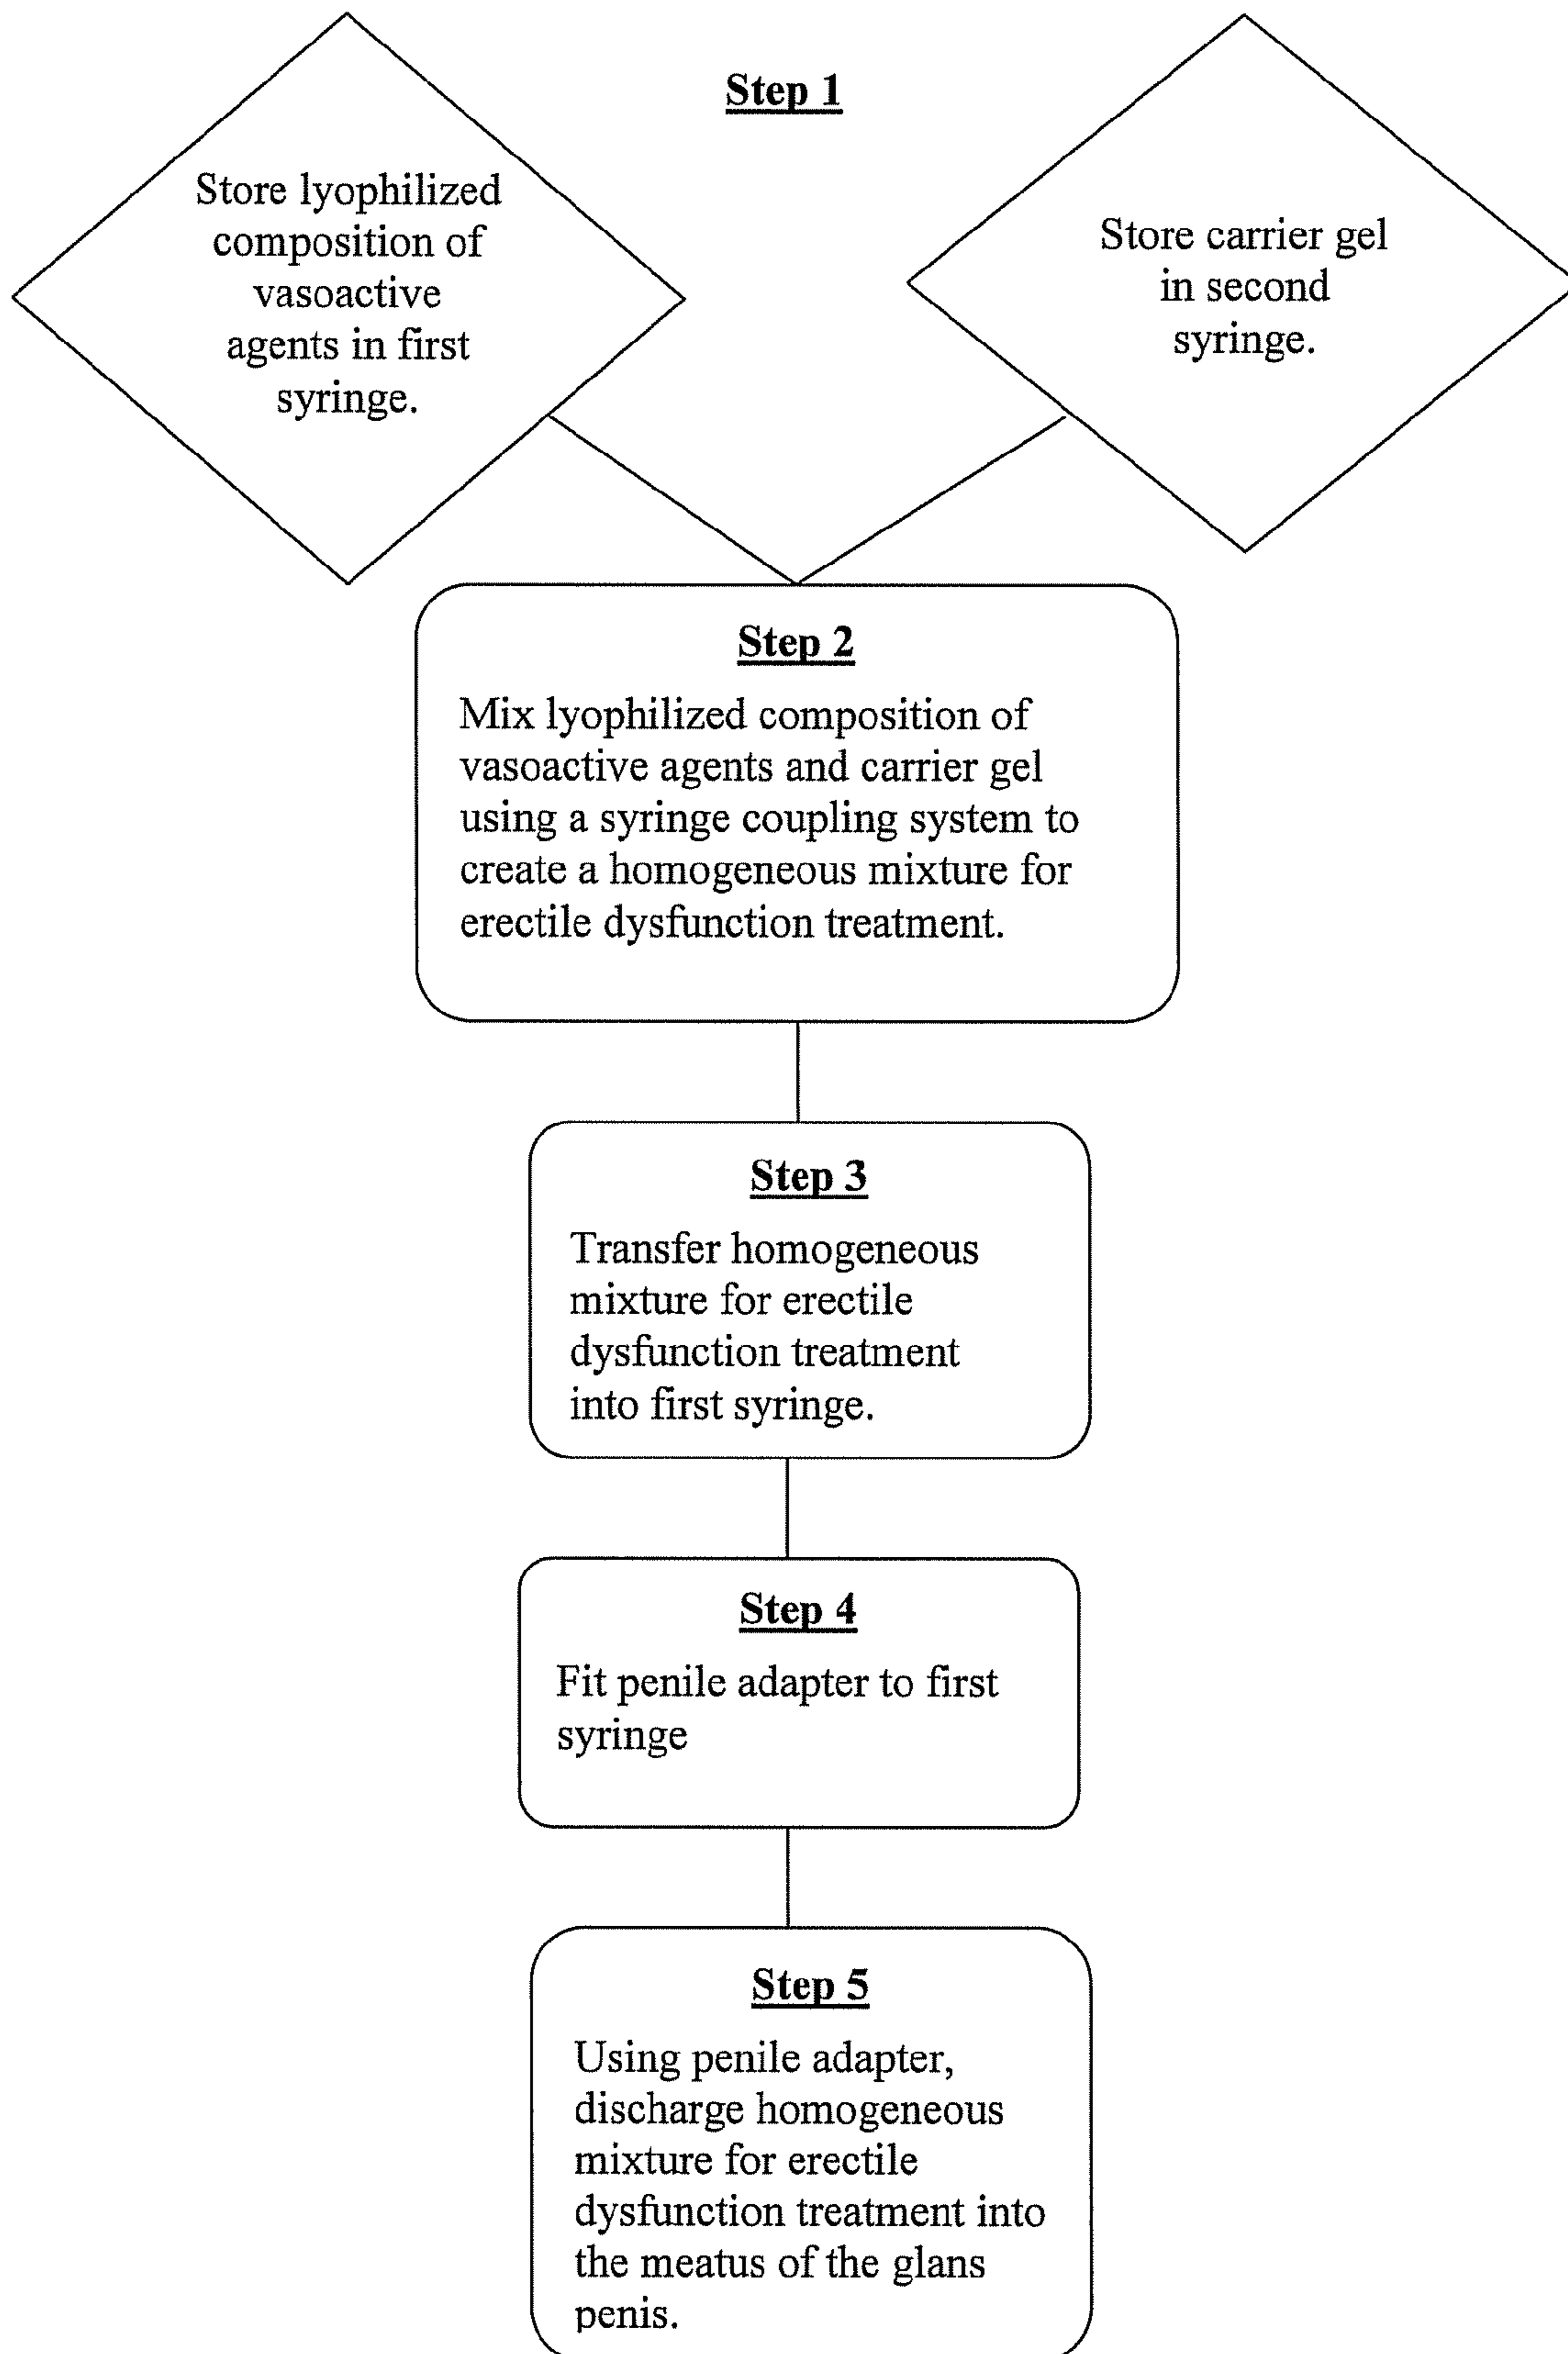 Step 1
Store lyophilized
composition of
vasoactive
agents in first
syringe.
Store carrier gel
in second
syringe.
Step 2
Mix lyophilized composition of
vasoactive agents and carrier gel
using a syringe coupling system to
create a homogeneous mixture for
erectile dysfunction treatment.
Step 3
Transfer homogeneous
mixture for erectile
dysfunction treatment
into first syringe.
Step 4
Fit penile adapter to first
syringe
Step 5
Using penile adapter,
discharge homogeneous
mixture for erectile
dysfunction treatment into
the meatus of the glans
penis.